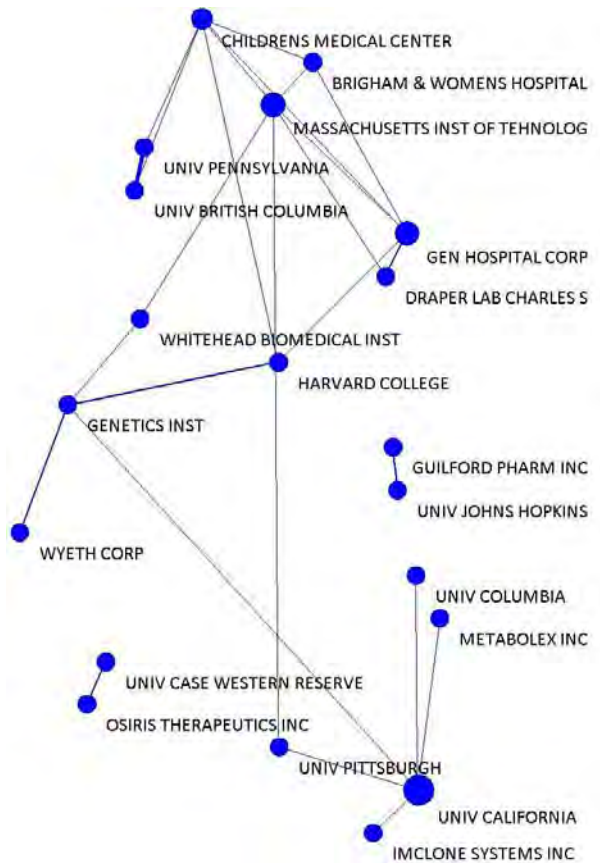 CHILDRENS MEDICAL CENTER
BRIGHAM & WOMENS HOSPITAL
MASSACHUSETTS INST OF TEHNOLOG
UNIV PENNSYLVANIA
UNIV BRITISH COLUMBIA
GEN HOSPITAL CORP
DRAPER LAB CHARLES S
WHITEHEAD BIOMEDICAL INST
HARVARD COLLEGE
GENETICS INST
GUILFORD PHARM INC
UNIV JOHNS HOPKINS
WYETH CORP
UNIV COLUMBIA
METABOLEX INC
UNIV CASE WESTERN RESERVE
OSIRIS THERAPEUTICS INC
UNIV PITTSBURGH
UNIV CALIFORNIA
IMCLONE SYSTEMS INC